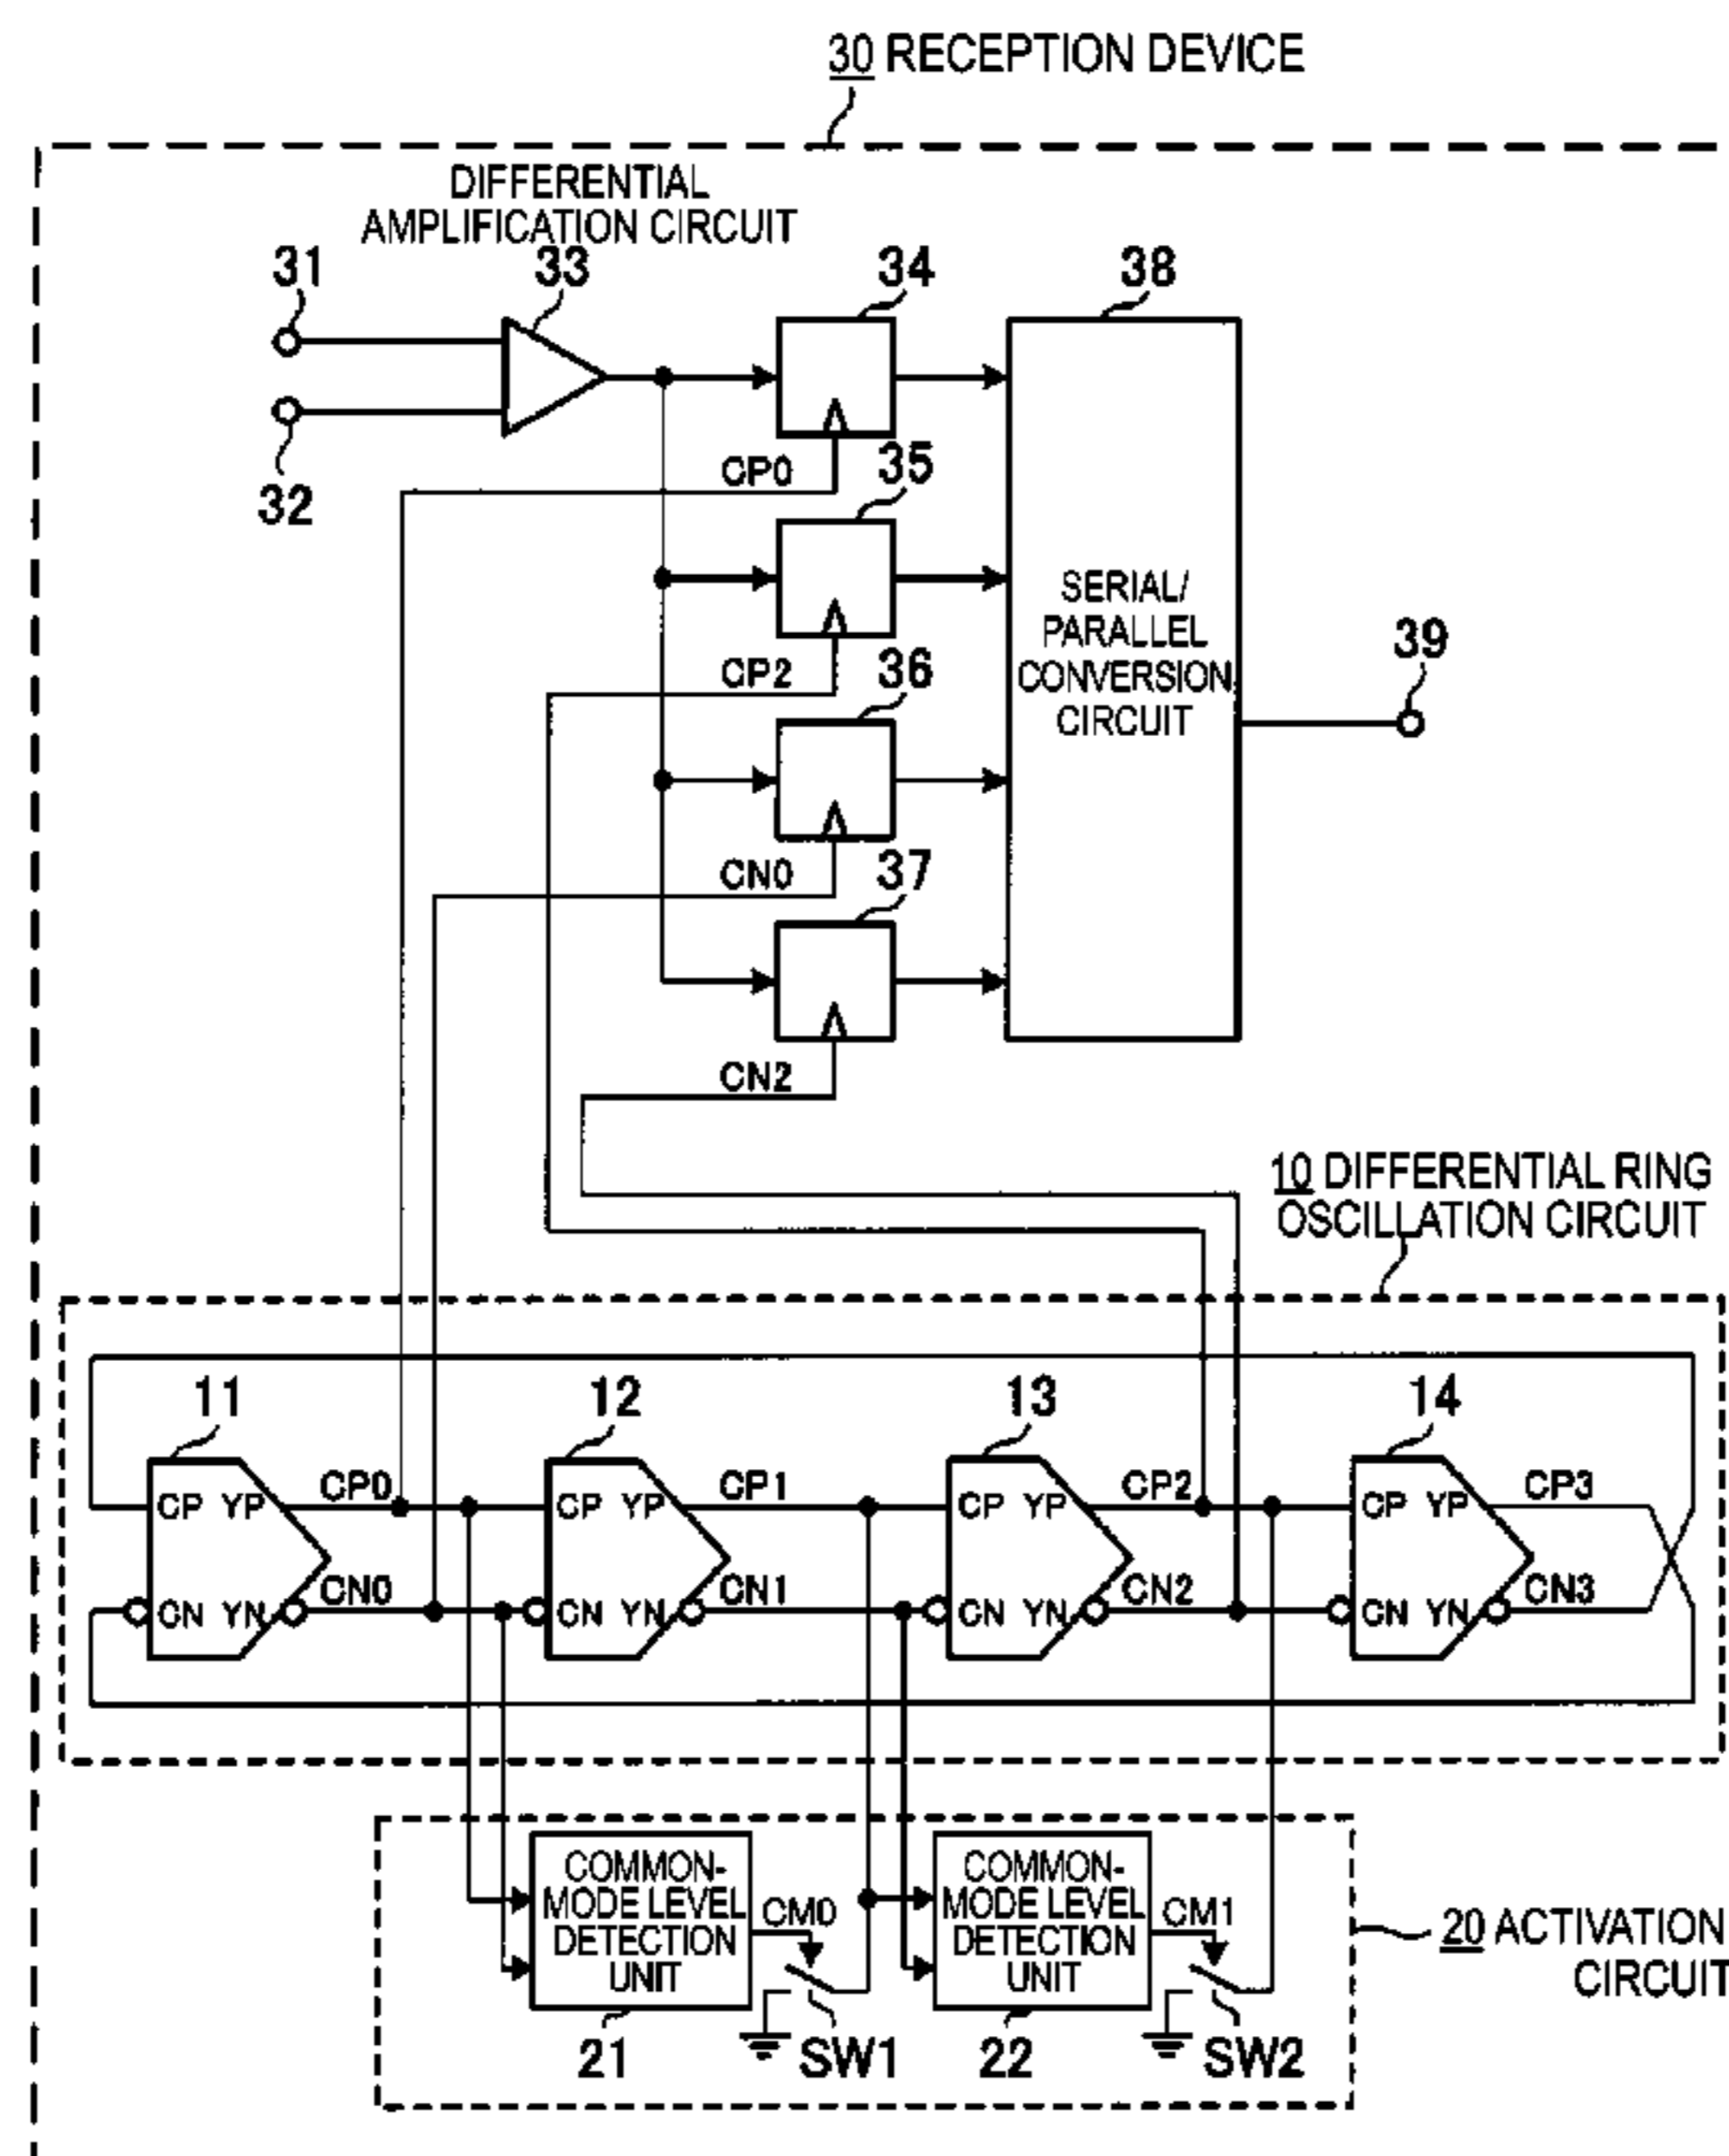 30 RECEPTION DEVICE
DIFFERENTIAL
AMPLIFICATION CIRCUIT
31
33
34
38
32
CP0
35
SERIAL/
PARALLEL
CONVERSION
CIRCUIT
39
CP2
36
CN0
37
CN2
10 DIFFERENTIAL RING
OSCILLATION CIRCUIT
11
12
13
14
CP YP
CP0
CP YP
CP1
CP YP
CP2
CP YP
CP3
CN YN
CN0
CN YN
CN1
CN YN
CN2
CN YN
CN3
COMMON-
MODE LEVEL
DETECTION
UNIT
CM0
COMMON-
MODE LEVEL
DETECTION
UNIT
CM1
20 ACTIVATION
CIRCUIT
21
SW1
22
SW2